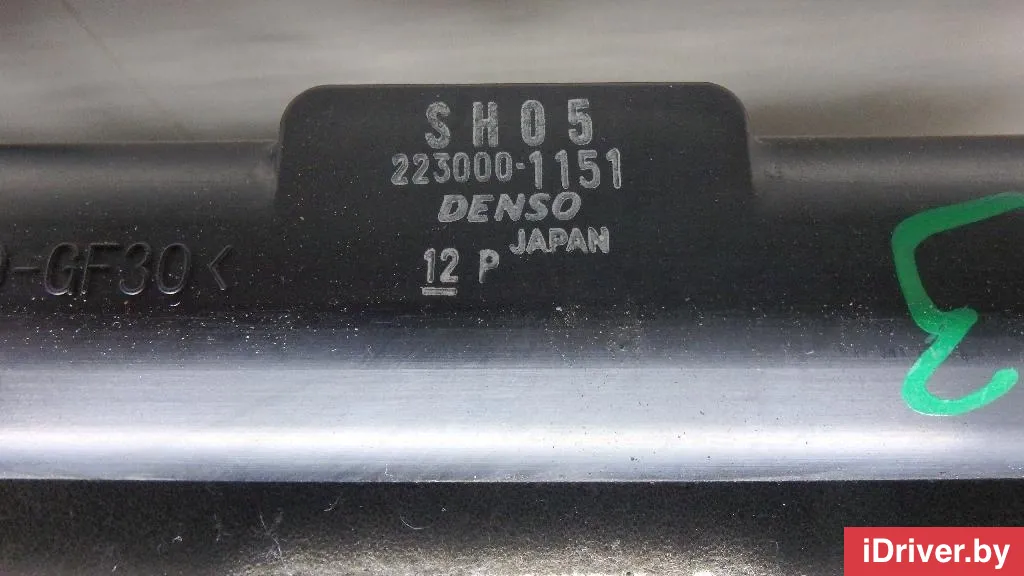 SH05
223000-1151
DENSO
JAPAN
12 P
-GF30<
iDriver.by